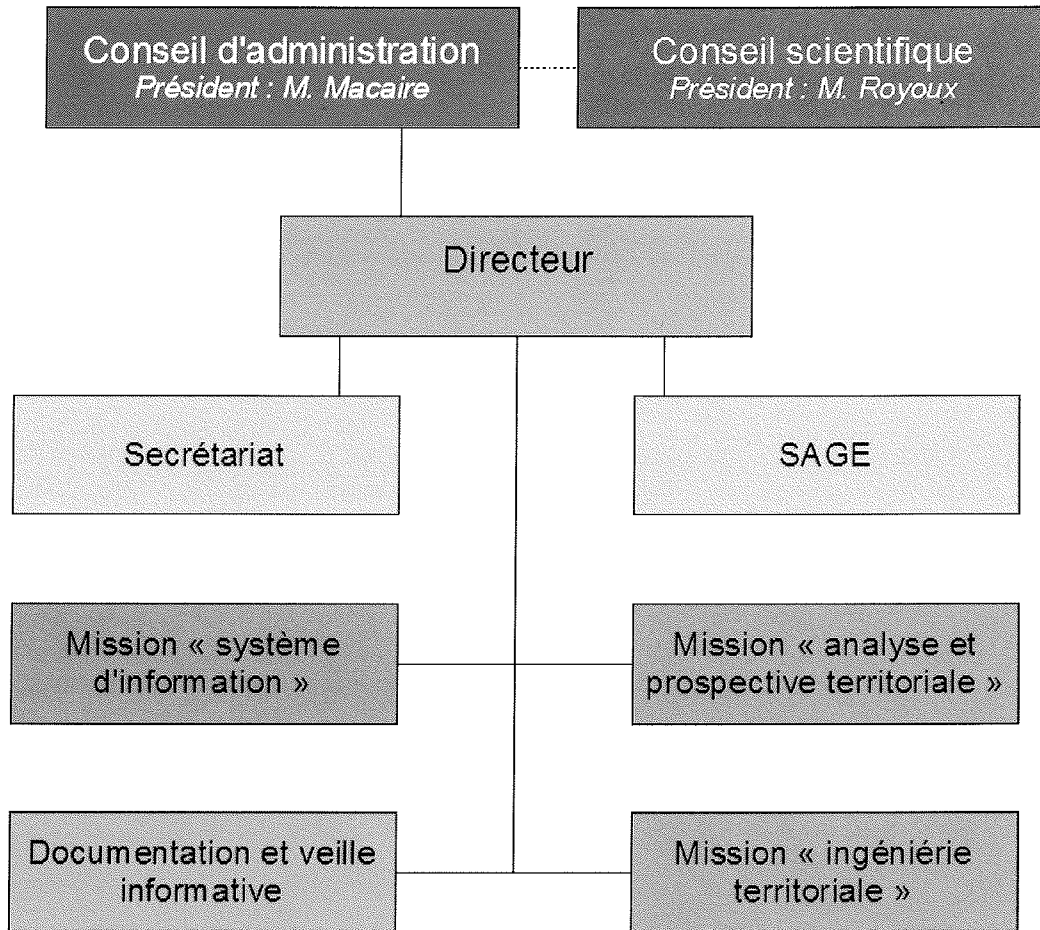 Conseil d'administration
Président : M. Macaire
Conseil scientifique
Président : M. Royoux
Directeur
Secrétariat
SAGE
Mission « système
d'information »
Mission « analyse et
prospective territoriale »
Documentation et veille
informative
Mission « ingéniérie
territoriale »